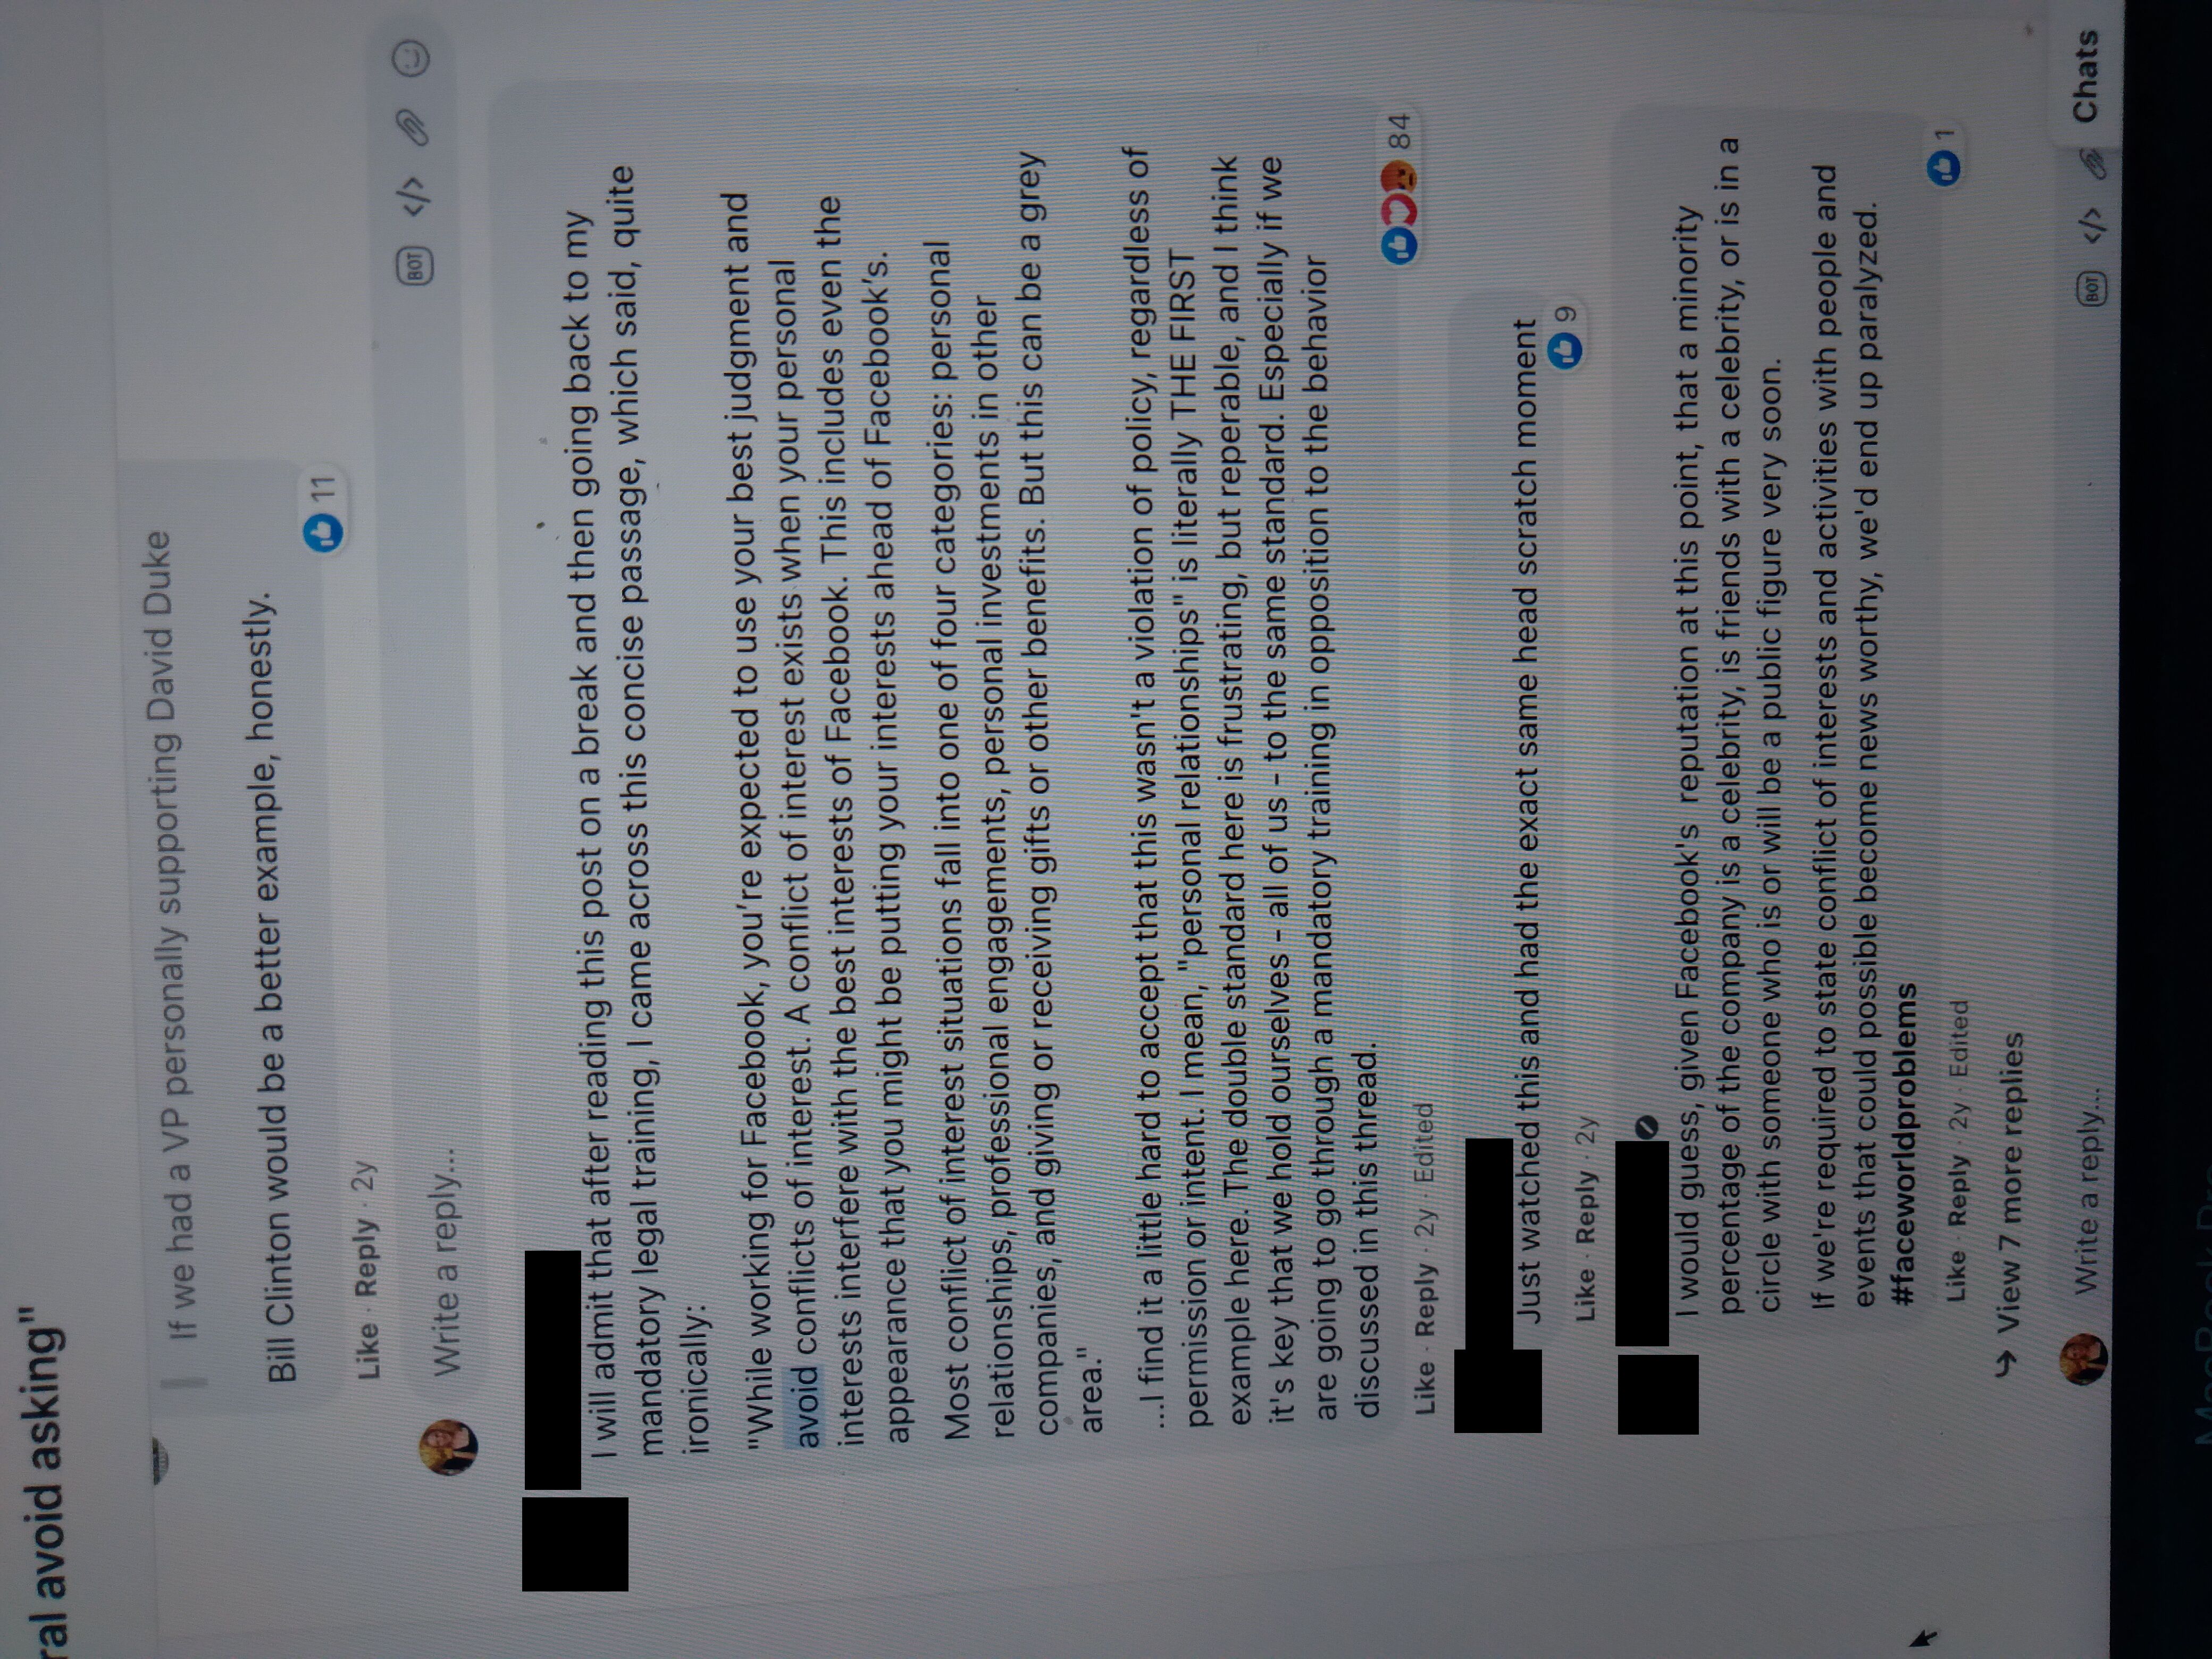 ral avoid asking"
If we had a VP personally supporting David Duke
Bill Clinton would be a better example, honestly.
11
Like · Reply · 2y
Write a reply...
BOT </>
I will admit that after reading this post on a break and then going back to my
mandatory legal training, I came across this concise passage, which said, quite
ironically:
"While working for Facebook, you're expected to use your best judgment and
avoid conflicts of interest. A conflict of interest exists when your personal
interests interfere with the best interests of Facebook. This includes even the
appearance that you might be putting your interests ahead of Facebook's.
Most conflict of interest situations fall into one of four categories: personal
relationships, professional engagements, personal investments in other
companies, and giving or receiving gifts or other benefits. But this can be a grey
area."
...I find it a little hard to accept that this wasn't a violation of policy, regardless of
permission or intent. I mean, "personal relationships" is literally THE FIRST
example here. The double standard here is frustrating, but reperable, and I think
it's key that we hold ourselves - all of us - to the same standard. Especially if we
are going to go through a mandatory training in opposition to the behavior
discussed in this thread.
84
Like · Reply · 2y · Edited
Just watched this and had the exact same head scratch moment
9
Like · Reply · 2y
I would guess, given Facebook's reputation at this point, that a minority
percentage of the company is a celebrity, is friends with a celebrity, or is in a
circle with someone who is or will be a public figure very soon.
If we're required to state conflict of interests and activities with people and
events that could possible become news worthy, we'd end up paralyzed.
#faceworldproblems
1
Like · Reply · 2y · Edited
View 7 more replies
Write a reply...
BOT </>
Chats
MacBook Pro